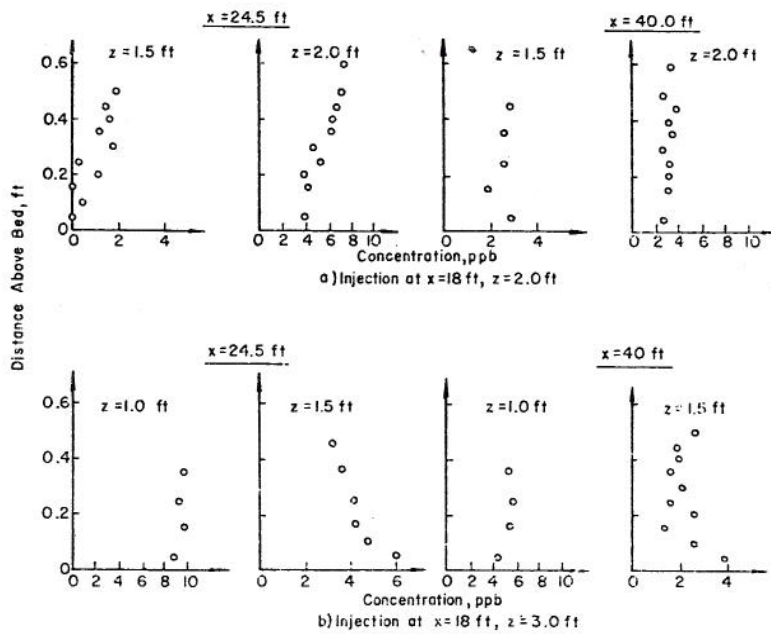 x = 24.5 ft
x = 40.0 ft
z = 1.5 ft
z = 2.0 ft
z = 1.5 ft
z = 2.0 ft
0.6
0.4
0.2
0
0 2 4
0 2 4 6 8 10
0 2 4
0 2 4 6 8 10
Concentration, ppb
a) Injection at x = 18 ft, z = 2.0 ft
Distance Above Bed, ft
x = 24.5 ft
x = 40 ft
z = 1.0 ft
z = 1.5 ft
z = 1.0 ft
z = 1.5 ft
0.6
0.4
0.2
0
0 2 4 6 8 10
0 2 4 6
0 2 4 6 8 10
0 2 4
Concentration, ppb
b) Injection at x = 18 ft, z = 3.0 ft